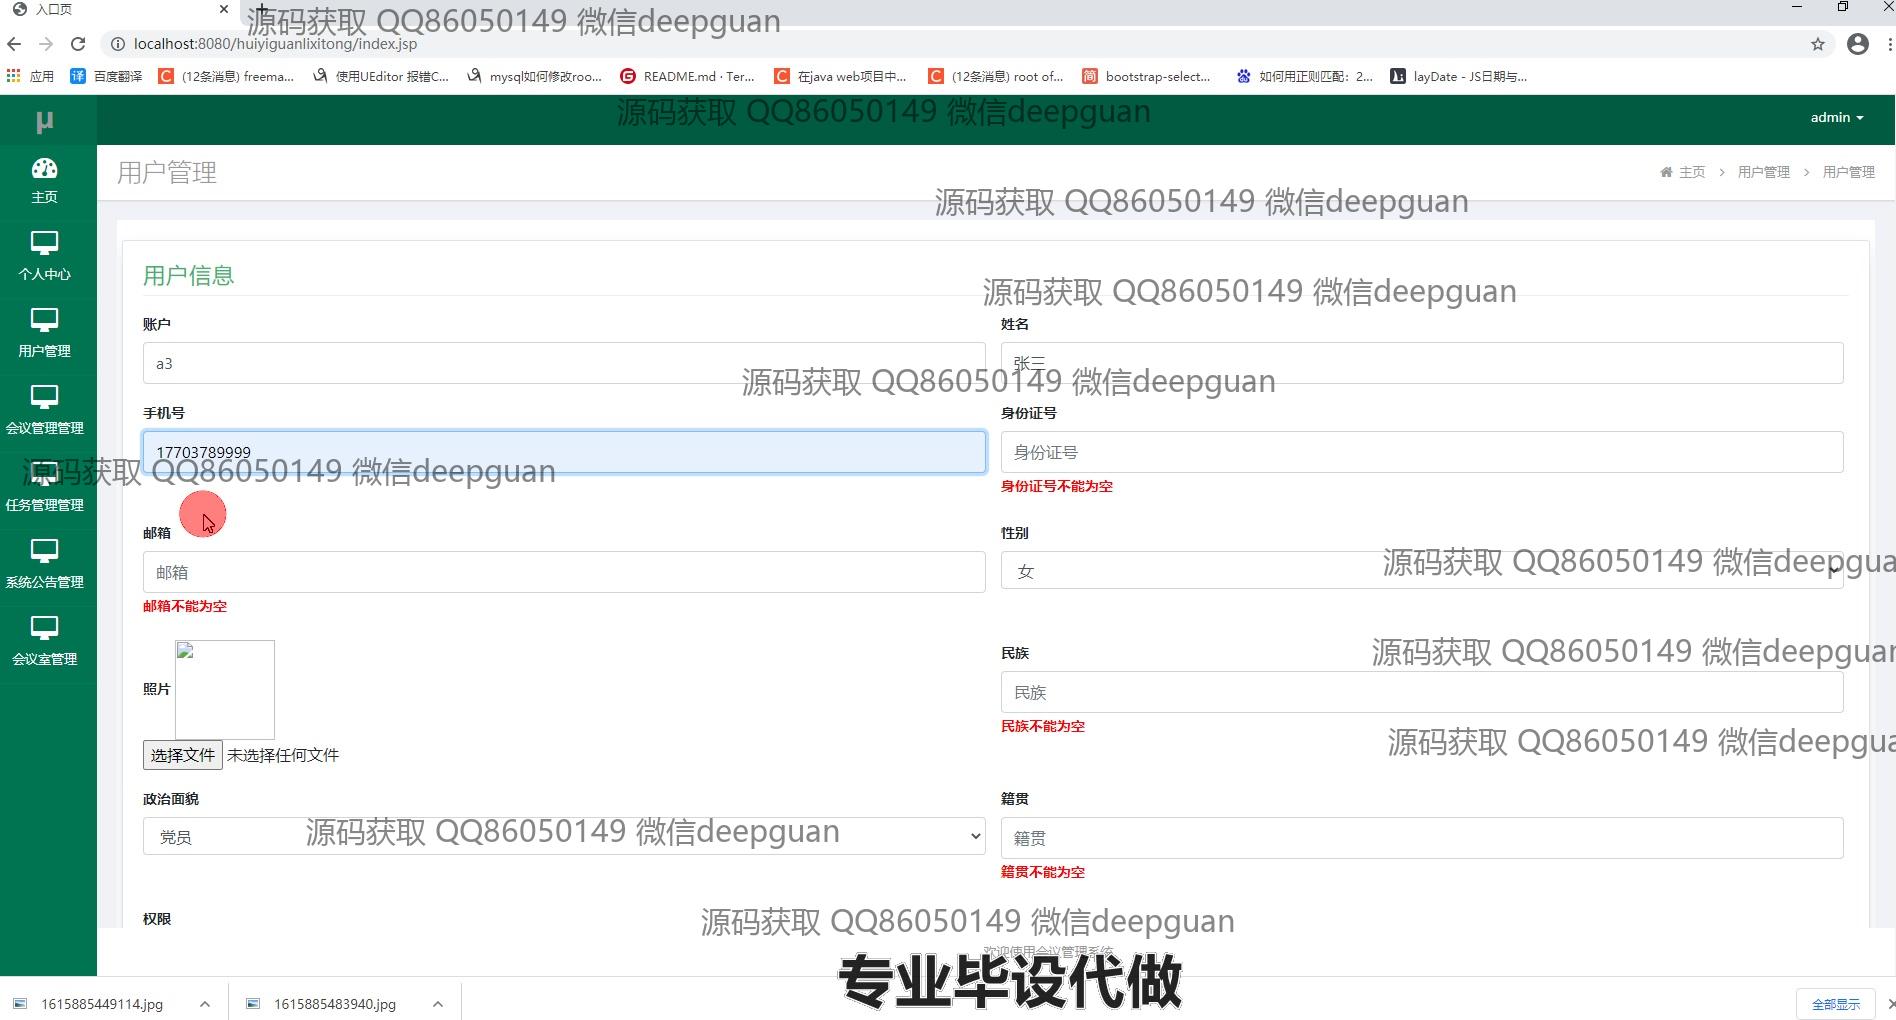 入口页
源码获取 QQ86050149 微信deepguan
localhost:8080/huiyiguanlixitong/index.jsp
应用
百度翻译
(12条消息) freema...
使用UEditor 报错C...
mysql如何修改roo...
README.md · Ter...
在java web项目中...
(12条消息) root of...
bootstrap-select...
如何用正则匹配：2...
layDate - JS日期与...
μ
源码获取 QQ86050149 微信deepguan
admin
主页
用户管理
主页 > 用户管理 > 用户管理
源码获取 QQ86050149 微信deepguan
个人中心
用户信息
源码获取 QQ86050149 微信deepguan
账户
姓名
用户管理
a3
张三
源码获取 QQ86050149 微信deepguan
手机号
身份证号
会议管理管理
17703789999
身份证号
源码获取 QQ86050149 微信deepguan
身份证号不能为空
任务管理管理
邮箱
性别
源码获取 QQ86050149 微信deepgua
邮箱
女
系统公告管理
邮箱不能为空
会议室管理
民族
源码获取 QQ86050149 微信deepguan
照片
民族
民族不能为空
源码获取 QQ86050149 微信deepgua
选择文件 未选择任何文件
政治面貌
籍贯
党员
源码获取 QQ86050149 微信deepguan
籍贯
籍贯不能为空
权限
源码获取 QQ86050149 微信deepguan
欢迎使用会议管理系统
专业毕设代做
1615885449114.jpg
1615885483940.jpg
全部显示